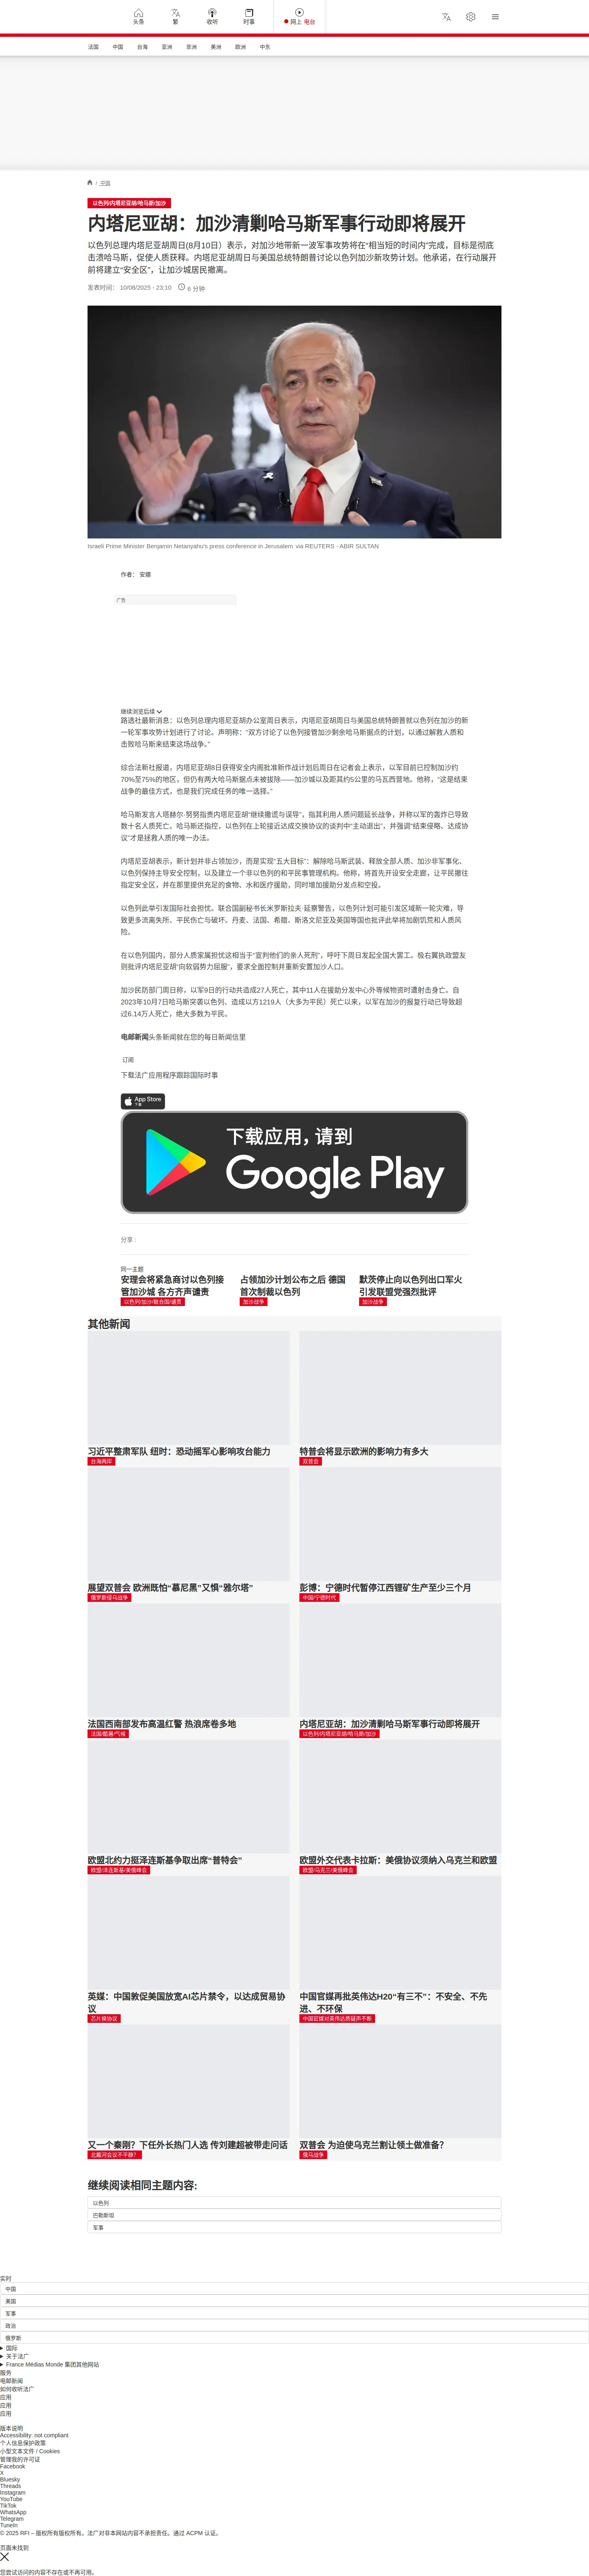 头条
繁
收听
时事
网上 电台
法国
中国
台海
亚洲
非洲
美洲
欧洲
中东
/ 中国
以色列/内塔尼亚胡/哈马斯/加沙
内塔尼亚胡：加沙清剿哈马斯军事行动即将展开
以色列总理内塔尼亚胡周日(8月10日）表示，对加沙地带新一波军事攻势将在“相当短的时间内”完成，目标是彻底
击溃哈马斯，促使人质获释。内塔尼亚胡周日与美国总统特朗普讨论以色列加沙新攻势计划。他承诺，在行动展开
前将建立“安全区”，让加沙城居民撤离。
发表时间： 10/08/2025 - 23:10
6 分钟
Israeli Prime Minister Benjamin Netanyahu's press conference in Jerusalem via REUTERS - ABIR SULTAN
作者： 安娜
广告
继续浏览后续
路透社最新消息：以色列总理内塔尼亚胡办公室周日表示，内塔尼亚胡周日与美国总统特朗普就以色列在加沙的新
一轮军事攻势计划进行了讨论。声明称：“双方讨论了以色列接管加沙剩余哈马斯据点的计划，以通过解救人质和
击败哈马斯来结束这场战争。”
综合法新社报道，内塔尼亚胡8日获得安全内阁批准新作战计划后周日在记者会上表示，以军目前已控制加沙约
70%至75%的地区，但仍有两大哈马斯据点未被拔除——加沙城以及距其约5公里的马瓦西营地。他称，“这是结束
战争的最佳方式，也是我们完成任务的唯一选择。”
哈马斯发言人塔赫尔·努努指责内塔尼亚胡“继续撒谎与误导”，指其利用人质问题延长战争，并称以军的轰炸已导致
数十名人质死亡。哈马斯还指控，以色列在上轮接近达成交换协议的谈判中“主动退出”，并强调“结束侵略、达成协
议”才是拯救人质的唯一办法。
内塔尼亚胡表示，新计划并非占领加沙，而是实现“五大目标”：解除哈马斯武装、释放全部人质、加沙非军事化、
以色列保持主导安全控制，以及建立一个非以色列的和平民事管理机构。他称，将首先开设安全走廊，让平民撤往
指定安全区，并在那里提供充足的食物、水和医疗援助，同时增加援助分发点和空投。
以色列此举引发国际社会担忧。联合国副秘书长米罗斯拉夫·延察警告，以色列计划可能引发区域新一轮灾难，导
致更多流离失所、平民伤亡与破坏。丹麦、法国、希腊、斯洛文尼亚及英国等国也批评此举将加剧饥荒和人质风
险。
在以色列国内，部分人质家属担忧这相当于“宣判他们的亲人死刑”，呼吁下周日发起全国大罢工。极右翼执政盟友
则批评内塔尼亚胡“向软弱势力屈服”，要求全面控制并重新安置加沙人口。
加沙民防部门周日称，以军9日的行动共造成27人死亡，其中11人在援助分发中心外等候物资时遭射击身亡。自
2023年10月7日哈马斯突袭以色列、造成以方1219人（大多为平民）死亡以来，以军在加沙的报复行动已导致超
过6.14万人死亡，绝大多数为平民。
电邮新闻头条新闻就在您的每日新闻信里
订阅
下载法广应用程序跟踪国际时事
App Store
下载
下载应用，请到
Google Play
分享 :
同一主题
安理会将紧急商讨以色列接
管加沙城 各方齐声谴责
以色列/加沙/联合国/谴责
占领加沙计划公布之后 德国
首次制裁以色列
加沙战争
默茨停止向以色列出口军火
引发联盟党强烈批评
加沙战争
其他新闻
习近平整肃军队 纽时：恐动摇军心影响攻台能力
台海两岸
特普会将显示欧洲的影响力有多大
双普会
展望双普会 欧洲既怕“慕尼黑”又惧“雅尔塔”
俄罗斯侵乌战争
彭博：宁德时代暂停江西锂矿生产至少三个月
中国/宁德时代
法国西南部发布高温红警 热浪席卷多地
法国/酷暑/气候
内塔尼亚胡：加沙清剿哈马斯军事行动即将展开
以色列/内塔尼亚胡/哈马斯/加沙
欧盟北约力挺泽连斯基争取出席“普特会”
欧盟/泽连斯基/美俄峰会
欧盟外交代表卡拉斯：美俄协议须纳入乌克兰和欧盟
欧盟/乌克兰/美俄峰会
英媒：中国敦促美国放宽AI芯片禁令，以达成贸易协
议
芯片换协议
中国官媒再批英伟达H20“有三不”：不安全、不先
进、不环保
中国官媒对英伟达质疑声不断
又一个秦刚？下任外长热门人选 传刘建超被带走问话
北戴河会议不平静?
双普会 为迫使乌克兰割让领土做准备？
俄乌战争
继续阅读相同主题内容:
以色列
巴勒斯坦
军事
实时
中国
美国
军事
政治
俄罗斯
国际
关于法广
France Médias Monde 集团其他网站
服务
电邮新闻
如何收听法广
应用
应用
应用
版本说明
Accessibility: not compliant
个人信息保护政策
小型文本文件 / Cookies
管理我的许可证
Facebook
X
Bluesky
Threads
Instagram
YouTube
TikTok
WhatsApp
Telegram
TuneIn
© 2025 RFI – 版权所有版权所有。法广对非本网站内容不承担责任。通过 ACPM 认证。
页面未找到
您尝试访问的内容不存在或不再可用。